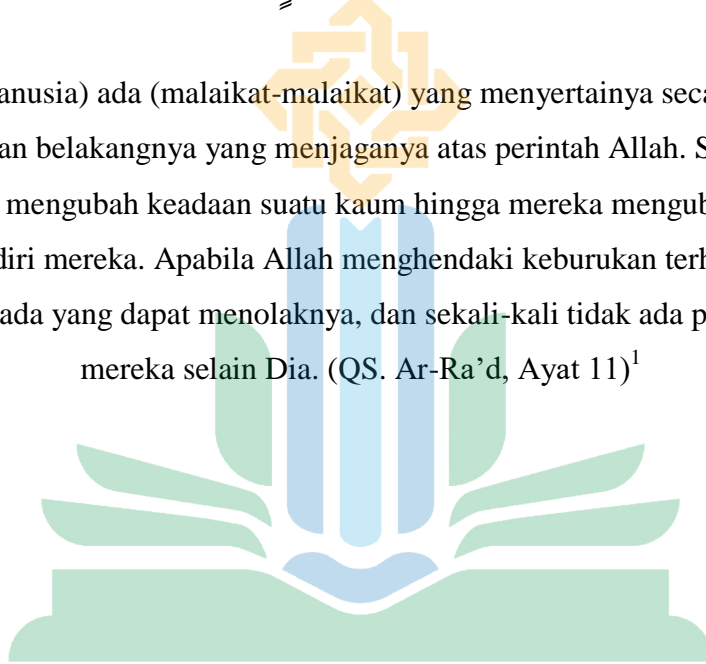 anusia) ada (malaikat-malaikat) yang menyertainya seca
an belakangnya yang menjaganya atas perintah Allah. S
mengubah keadaan suatu kaum hingga mereka mengub
diri mereka. Apabila Allah menghendaki keburukan terh
ada yang dapat menolaknya, dan sekali-kali tidak ada p
mereka selain Dia. (QS. Ar-Ra’d, Ayat 11)¹